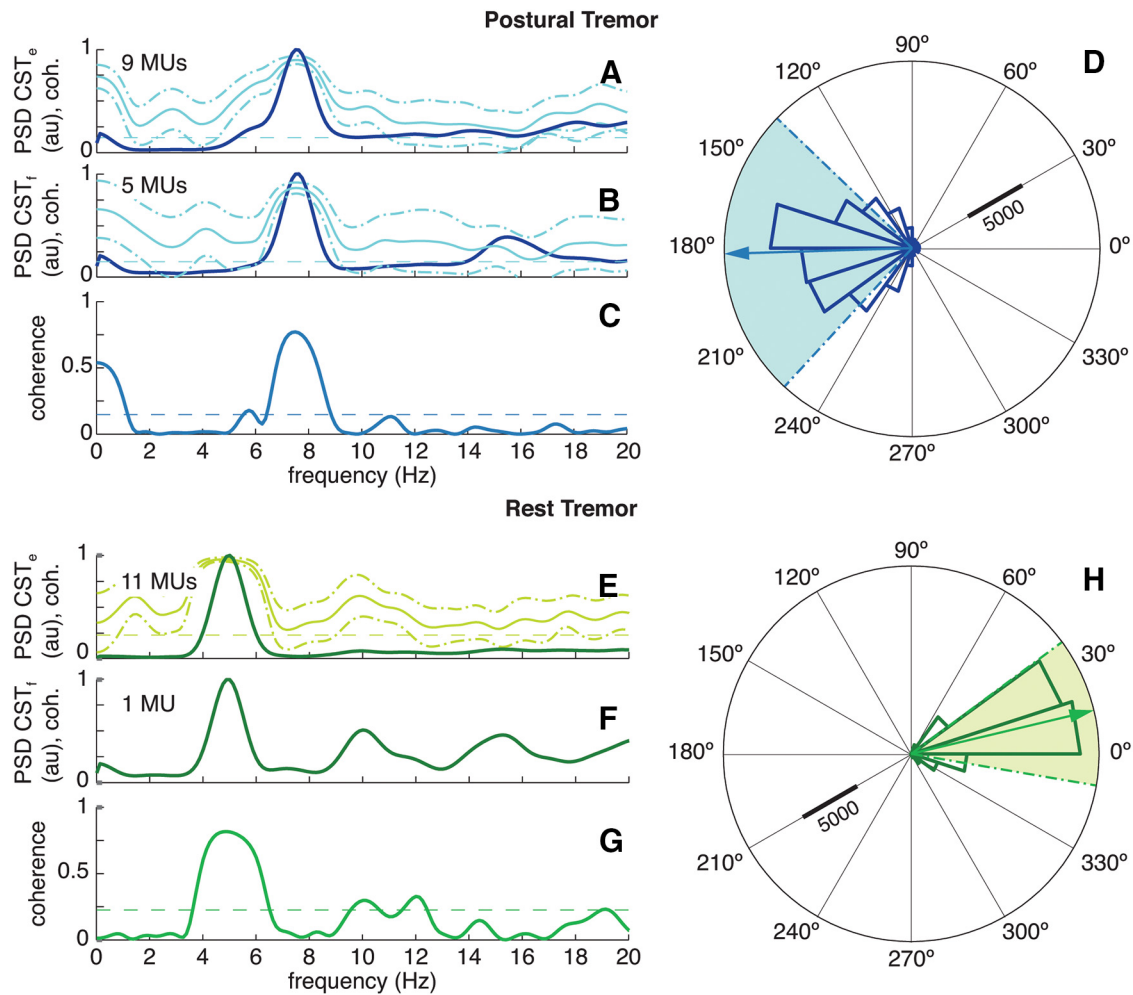 Postural Tremor
PSD CSTe
(au), coh.
1
0
9 MUs
A
PSD CSTf
(au), coh.
1
0
5 MUs
B
coherence
1
0.5
0
C
0 2 4 6 8 10 12 14 16 18 20
frequency (Hz)
D
90º
120º 60º
150º 30º
5000
180º 0º
210º 330º
240º 300º
270º
Rest Tremor
PSD CSTe
(au), coh.
1
0
11 MUs
E
PSD CSTf
(au), coh.
1
0
1 MU
F
coherence
1
0.5
0
G
0 2 4 6 8 10 12 14 16 18 20
frequency (Hz)
H
90º
120º 60º
150º 30º
180º 0º
5000
210º 330º
240º 300º
270º